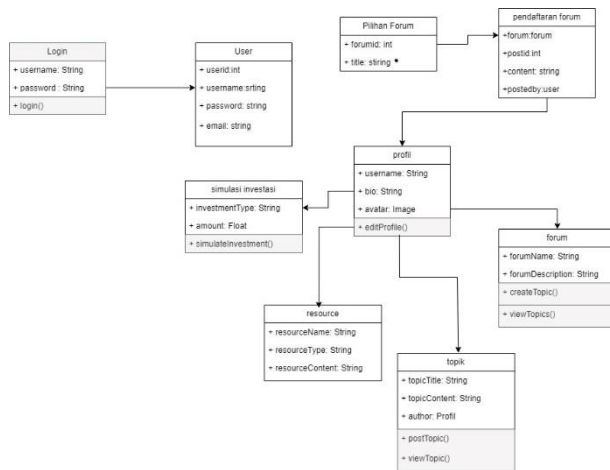 Login
+ username: String
+ password : String
+ login()
User
+ userid:int
+ username:srting
+ password: string
+ email: string
Pilihan Forum
+ forumid: int
+ title: stiring *
pendaftaran forum
+forum:forum
+postid:int
+content: string
+postedby:user
profil
+ username: String
+ bio: String
+ avatar: Image
+ editProfile()
simulasi investasi
+ investmentType: String
+ amount: Float
+ simulateInvestment()
forum
+ forumName: String
+ forumDescription: String
+ createTopic()
+ viewTopics()
resource
+ resourceName: String
+ resourceType: String
+ resourceContent: String
topik
+ topicTitle: String
+ topicContent: String
+ author: Profil
+ postTopic()
+ viewTopic()